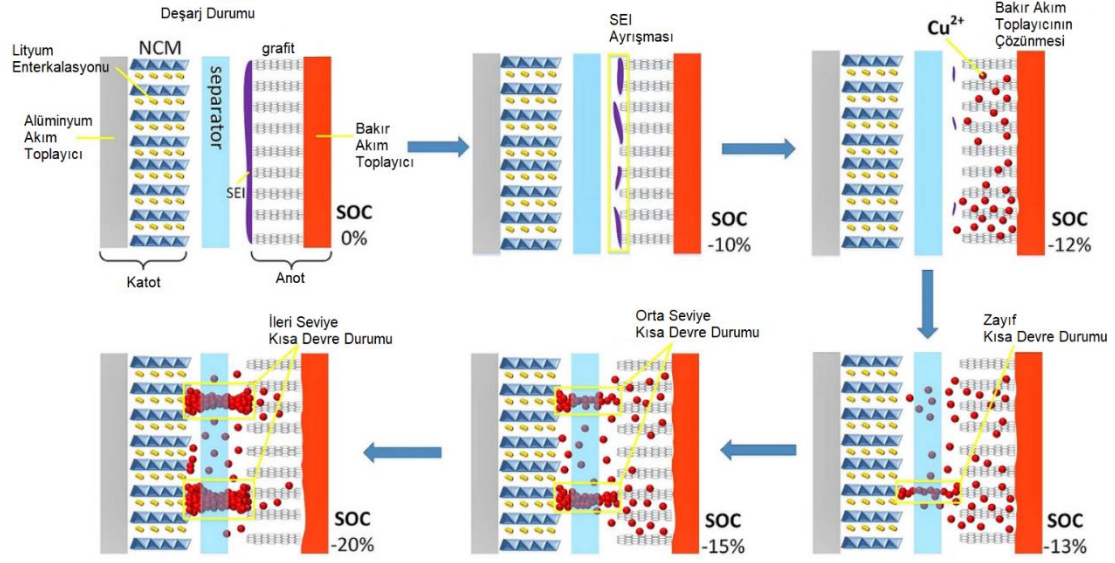 Deşarj Durumu
Lityum
Enterkalasyonu
NCM
grafit
Alüminyum
Akım
Toplayıcı
separator
SEI
Bakır
Akım
Toplayıcı
SOC
0%
Katot
Anot
SEI
Ayrışması
SOC
-10%
Cu²⁺
Bakır Akım
Toplayıcının
Çözünmesi
SOC
-12%
İleri Seviye
Kısa Devre Durumu
SOC
-20%
Orta Seviye
Kısa Devre Durumu
SOC
-15%
Zayıf
Kısa Devre Durumu
SOC
-13%